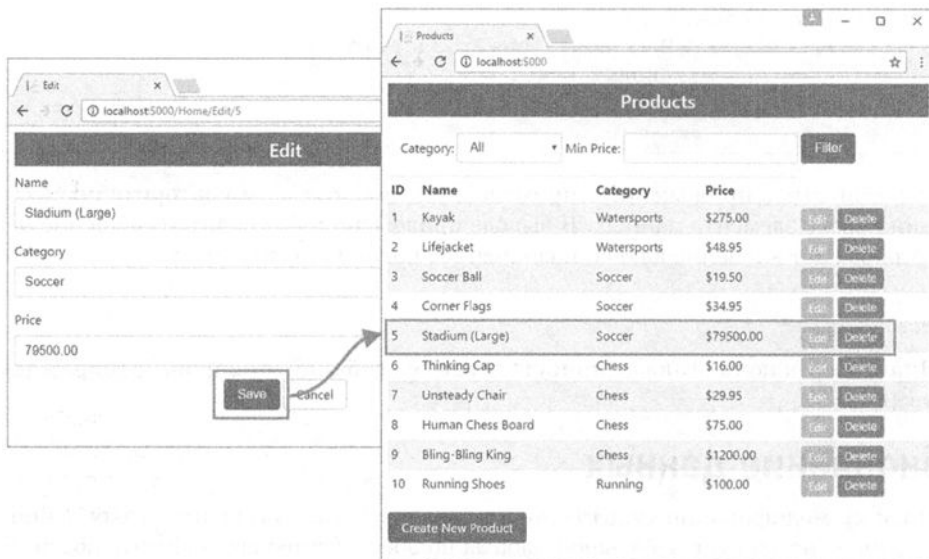 Edit
localhost:5000/Home/Edit/5
Edit
Name
Stadium (Large)
Category
Soccer
Price
79500.00
Save Cancel
Products
localhost:5000
Products
Category: All Min Price: Filter
ID Name Category Price
1 Kayak Watersports $275.00 Edit Delete
2 Lifejacket Watersports $48.95 Edit Delete
3 Soccer Ball Soccer $19.50 Edit Delete
4 Corner Flags Soccer $34.95 Edit Delete
5 Stadium (Large) Soccer $79500.00 Edit Delete
6 Thinking Cap Chess $16.00 Edit Delete
7 Unsteady Chair Chess $29.95 Edit Delete
8 Human Chess Board Chess $75.00 Edit Delete
9 Bling-Bling King Chess $1200.00 Edit Delete
10 Running Shoes Running $100.00 Edit Delete
Create New Product